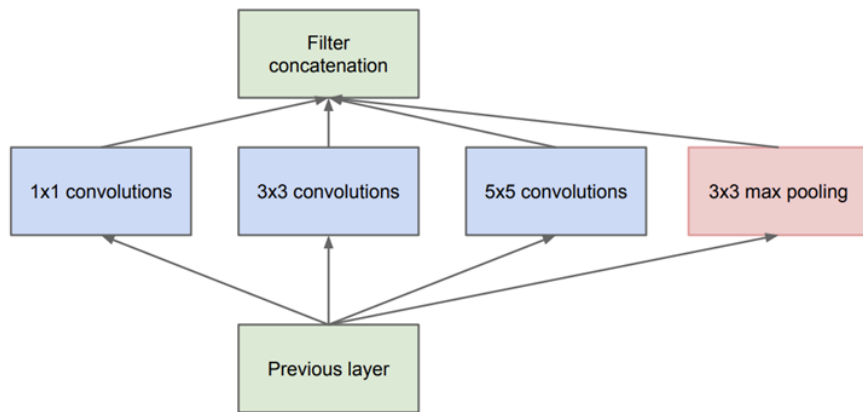 Filter
concatenation
1x1 convolutions
3x3 convolutions
5x5 convolutions
3x3 max pooling
Previous layer